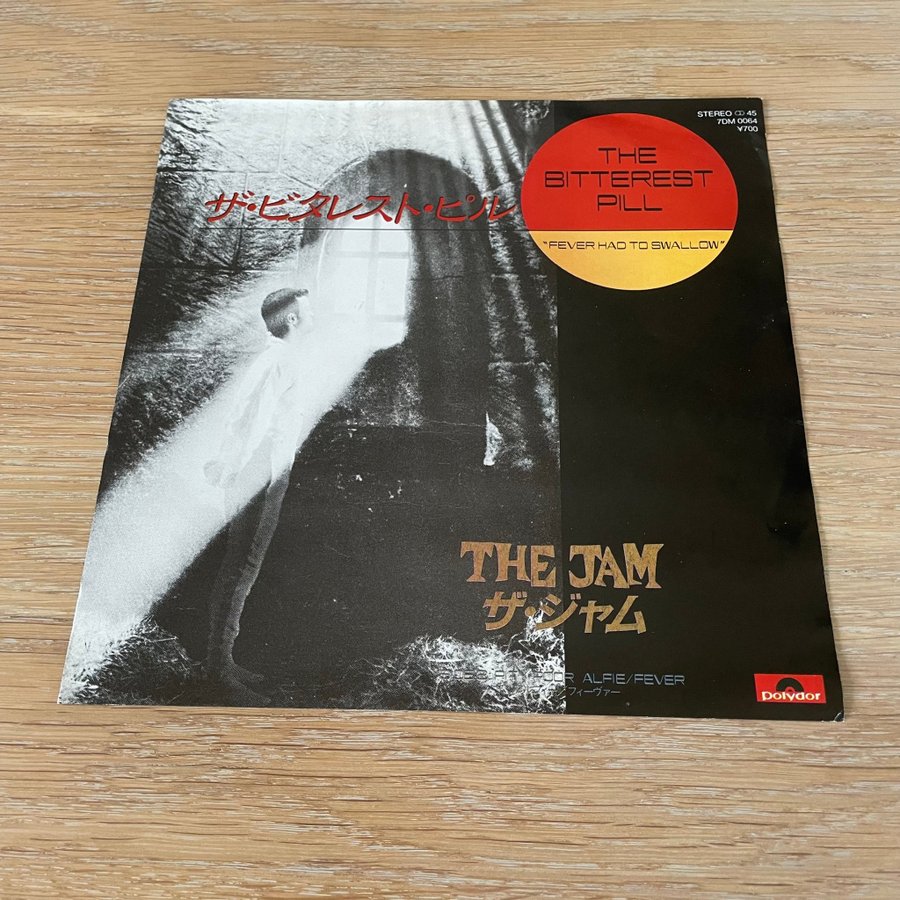 STEREO ㎝ 45
7DM 0064
¥700
THE
BITTEREST
PILL
"FEVER HAD TO SWALLOW"
ザ・ビタレスト・ピル
THE JAM
ザ・ジャム
ALFIE/FEVER
フィーヴァー
polydor